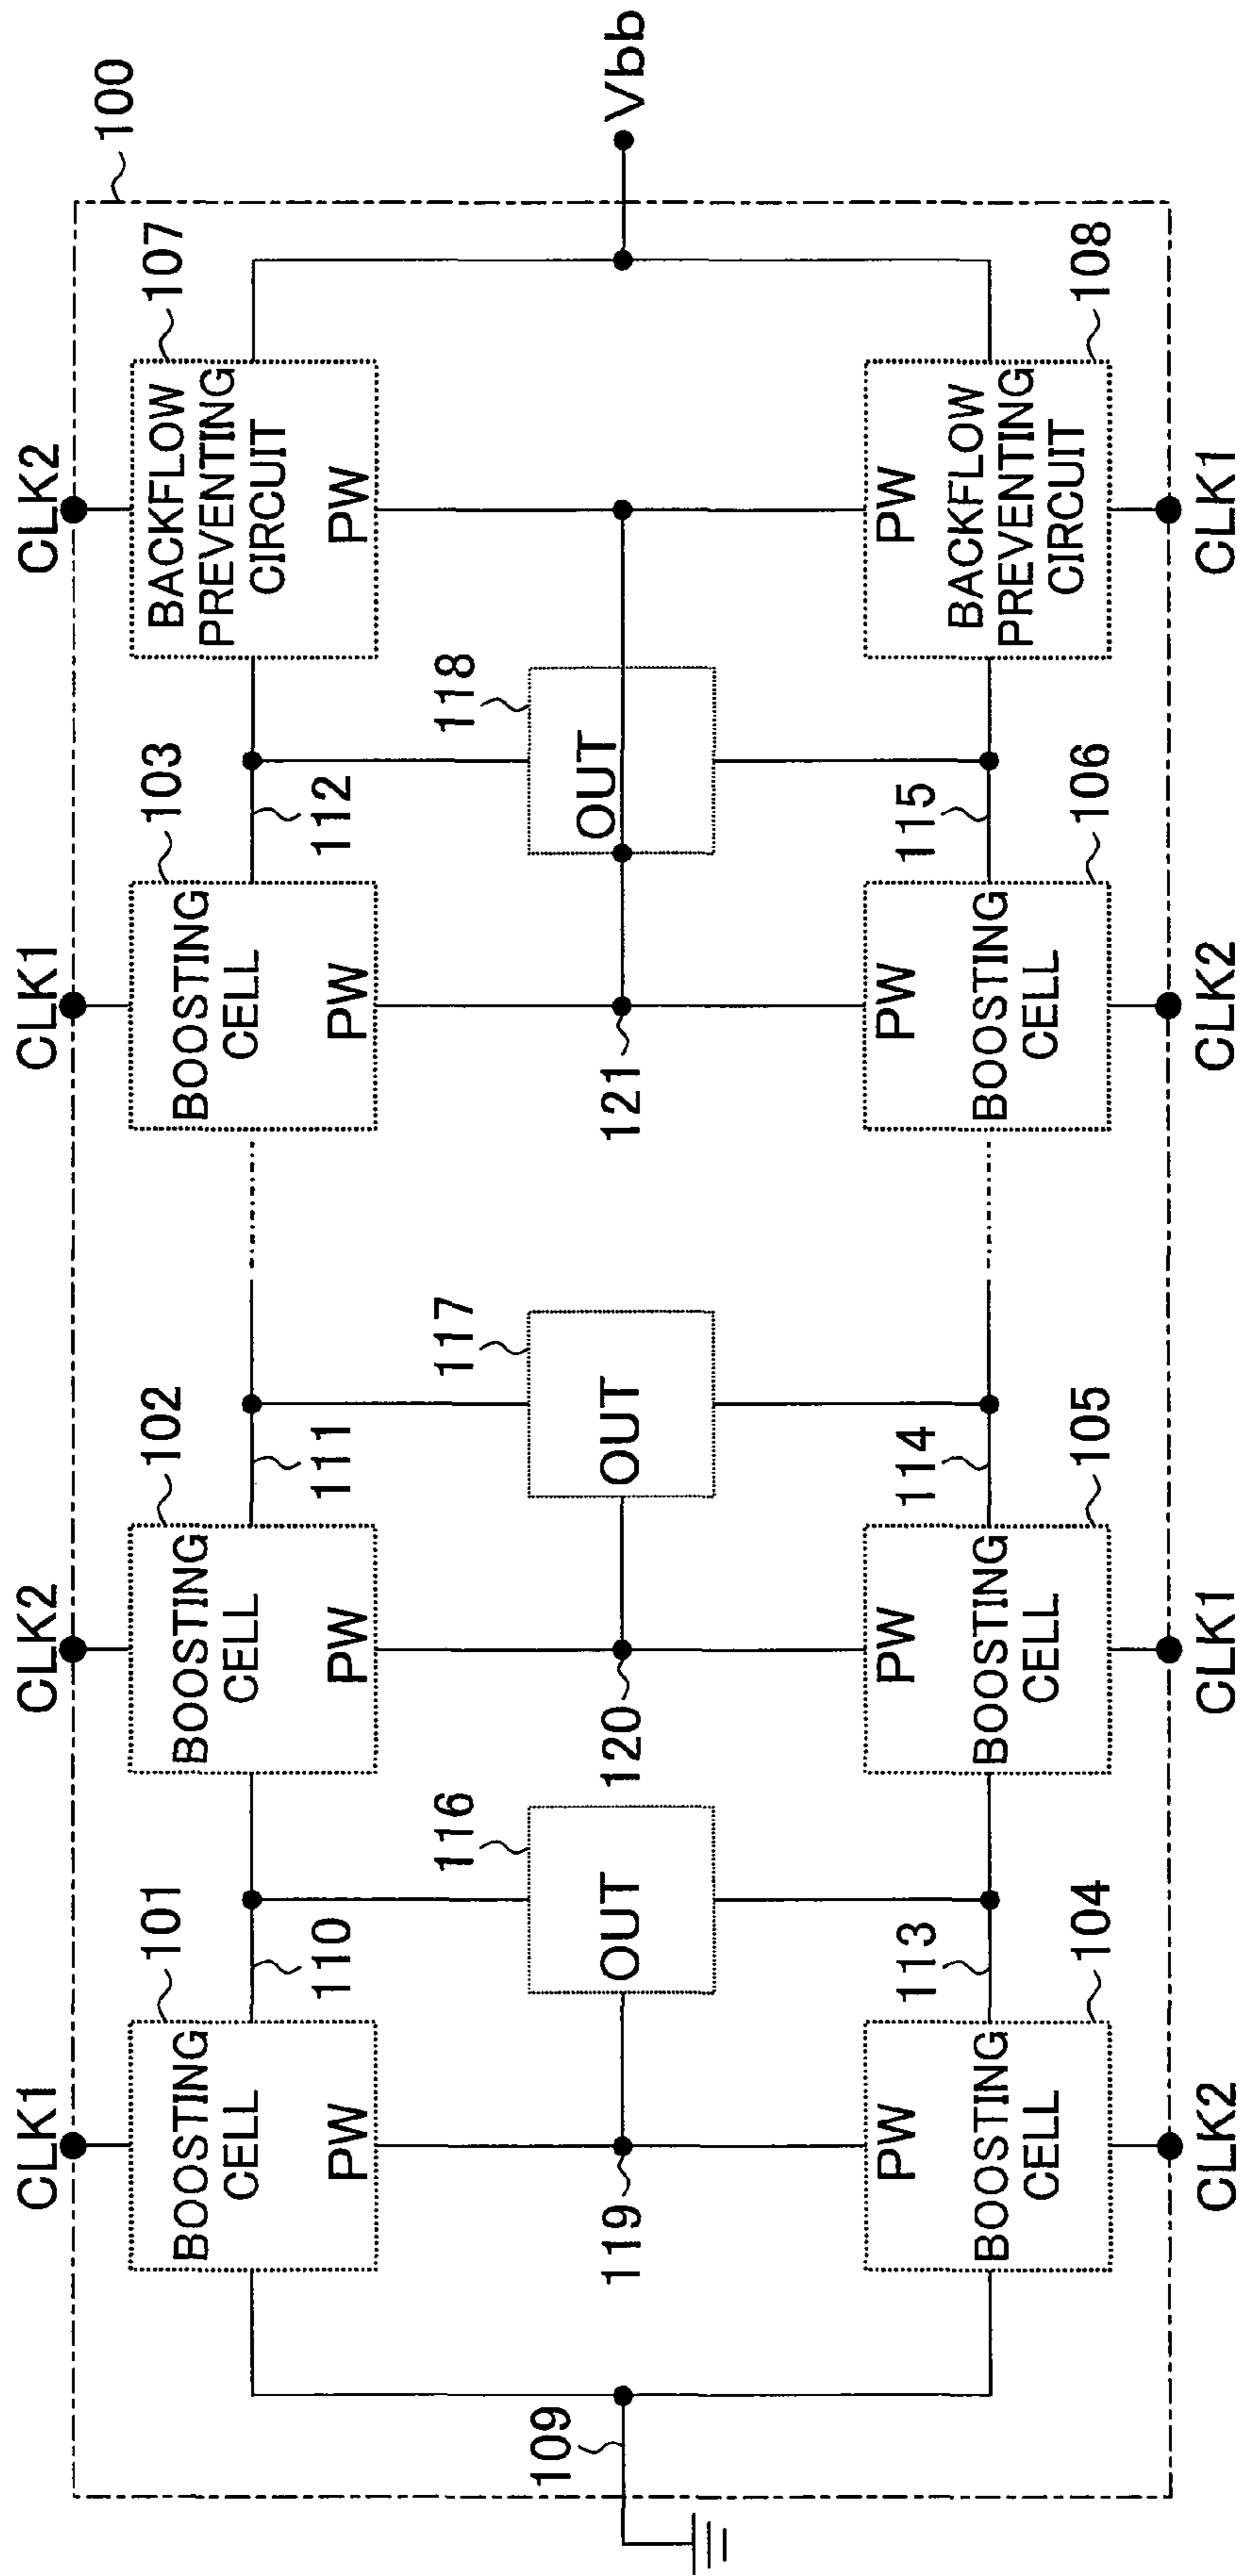 100
CLK1
CLK2
CLK1
CLK2
101
102
103
107
BOOSTING
CELL
PW
BOOSTING
CELL
PW
BOOSTING
CELL
PW
BACKFLOW
PREVENTING
CIRCUIT
PW
110
111
112
116
117
118
OUT
OUT
OUT
109
119
120
121
Vbb
113
114
115
104
105
106
108
PW
BOOSTING
CELL
PW
BOOSTING
CELL
PW
BOOSTING
CELL
PW
BACKFLOW
PREVENTING
CIRCUIT
CLK2
CLK1
CLK2
CLK1